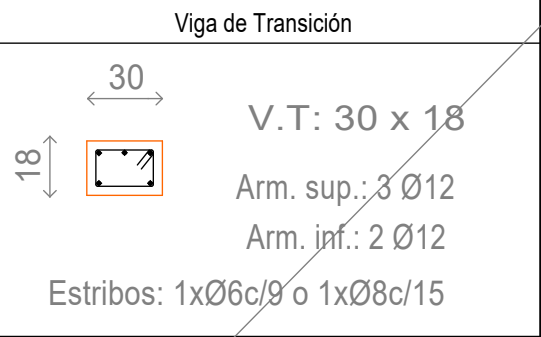 Viga de Transición
30
18
V.T: 30 x 18
Arm. sup.: 3 Ø12
Arm. inf.: 2 Ø12
Estribos: 1xØ6c/9 o 1xØ8c/15